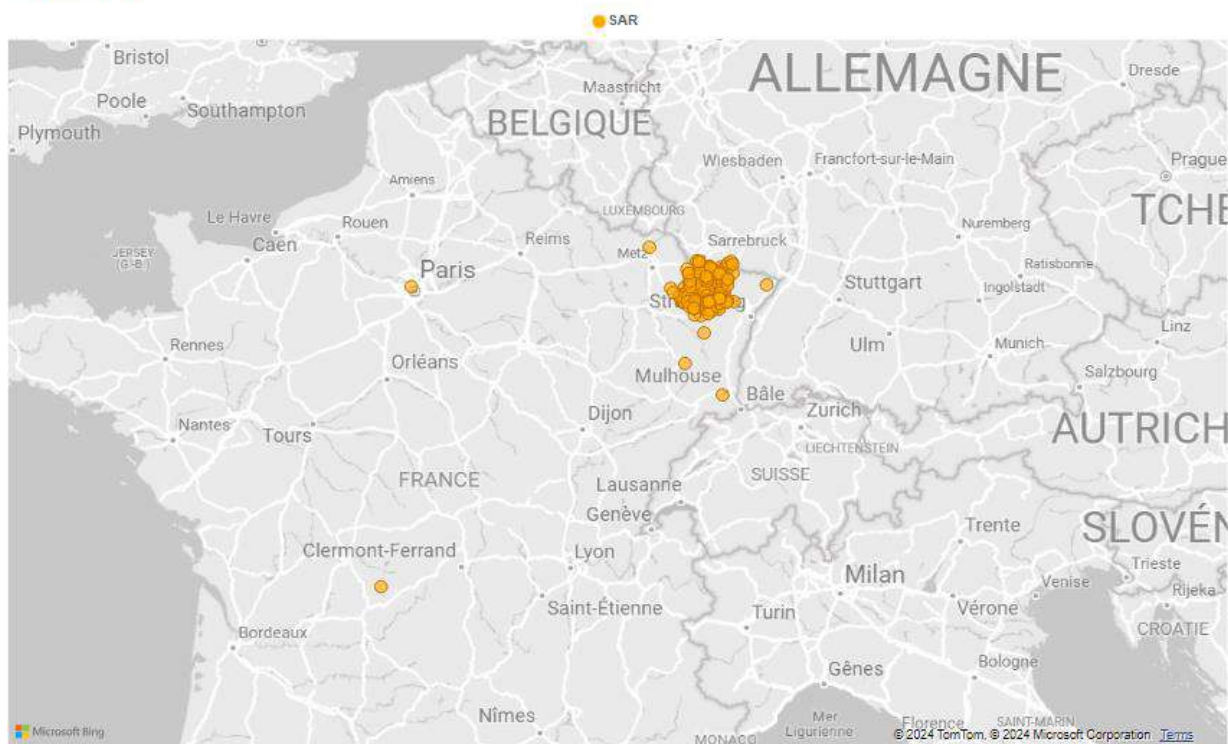 SAR
ALLEMAGNE
Bristol
Dresde
Maastricht
Poole
Southampton
BELGIQUE
Plymouth
Wiesbaden
Francfort-sur-le-Main
Prague
Amiens
TCHE
Le Havre
Rouen
LUXEMBOURG
Nuremberg
Caen
Reims
Sarrebruck
JERSEY
(G.-B.)
Metz
Ratisbonne
Paris
Stuttgart
Ingolstadt
Linz
Rennes
Orléans
Ulm
Munich
Mulhouse
Salzbourg
Bâle
Zurich
Nantes
Dijon
AUTRICH
Tours
LIECHTENSTEIN
FRANCE
Lausanne
SUISSE
Genève
Trente
SLOVÉN
Clermont-Ferrand
Lyon
Trieste
Milan
Venise
Rijeka
Saint-Étienne
Turin
Vérone
CROATIE
Bordeaux
Bologne
Gênes
Nîmes
Mer
Ligurienne
Florence
SAINT-MARIN
MONACO
Microsoft Bing
© 2024 TomTom, © 2024 Microsoft Corporation Terms